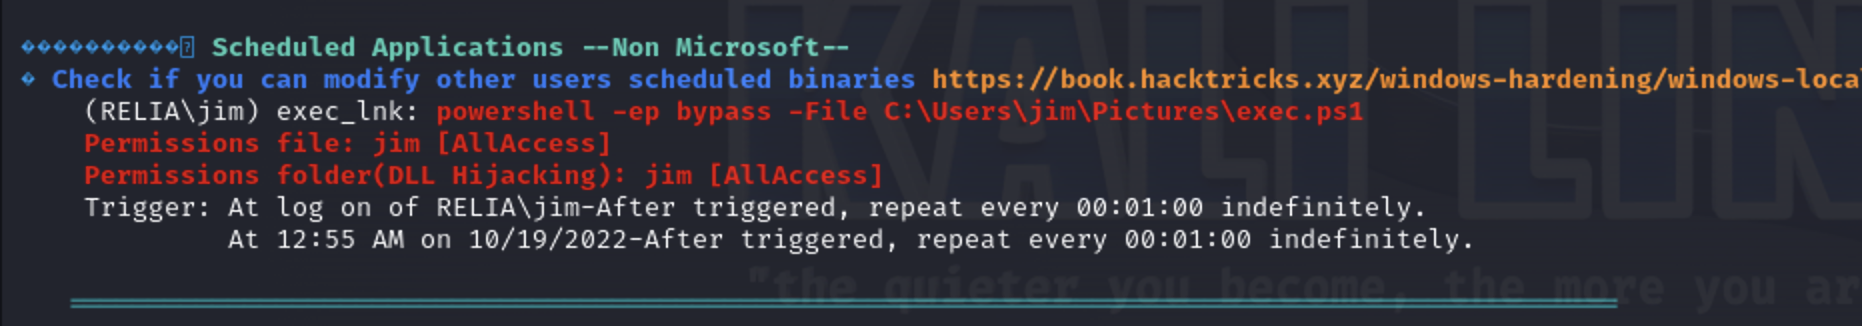 ����������� Scheduled Applications --Non Microsoft--
� Check if you can modify other users scheduled binaries https://book.hacktricks.xyz/windows-hardening/windows-local
(RELIA\jim) exec_lnk: powershell -ep bypass -File C:\Users\jim\Pictures\exec.ps1
Permissions file: jim [AllAccess]
Permissions folder(DLL Hijacking): jim [AllAccess]
Trigger: At log on of RELIA\jim-After triggered, repeat every 00:01:00 indefinitely.
At 12:55 AM on 10/19/2022-After triggered, repeat every 00:01:00 indefinitely.
KALI LIN
"the quieter you become, the more you ar